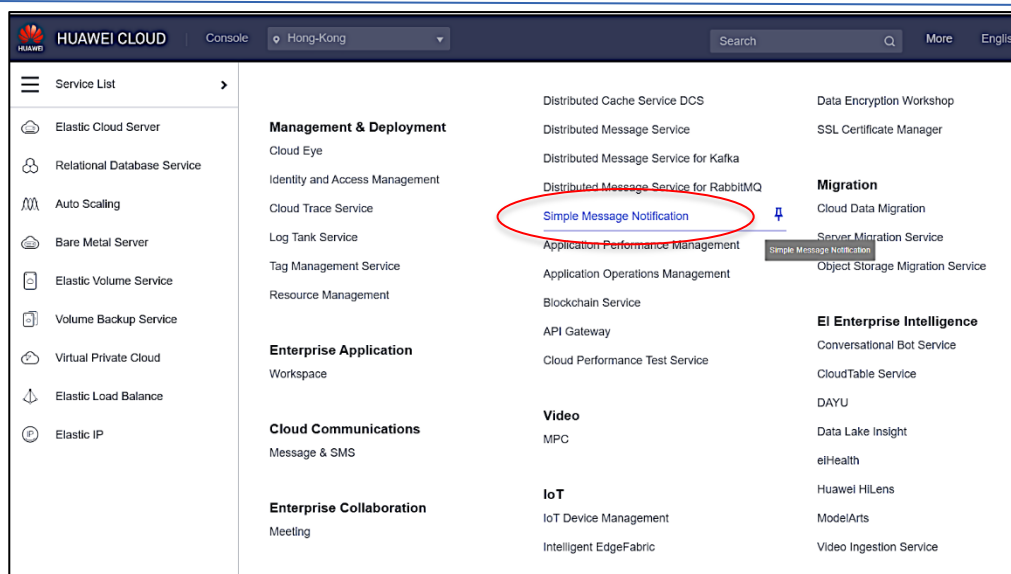 HUAWEI
HUAWEI CLOUD
Console
Hong-Kong
Search
More
Englis
Service List
Elastic Cloud Server
Relational Database Service
Auto Scaling
Bare Metal Server
Elastic Volume Service
Volume Backup Service
Virtual Private Cloud
Elastic Load Balance
Elastic IP
Management & Deployment
Cloud Eye
Identity and Access Management
Cloud Trace Service
Log Tank Service
Tag Management Service
Resource Management
Enterprise Application
Workspace
Cloud Communications
Message & SMS
Enterprise Collaboration
Meeting
Distributed Cache Service DCS
Distributed Message Service
Distributed Message Service for Kafka
Distributed Message Service for RabbitMQ
Simple Message Notification
Application Performance Management
Application Operations Management
Blockchain Service
API Gateway
Cloud Performance Test Service
Video
MPC
IoT
IoT Device Management
Intelligent EdgeFabric
Data Encryption Workshop
SSL Certificate Manager
Migration
Cloud Data Migration
Server Migration Service
Simple Message Notification
Object Storage Migration Service
EI Enterprise Intelligence
Conversational Bot Service
CloudTable Service
DAYU
Data Lake Insight
eiHealth
Huawei HiLens
ModelArts
Video Ingestion Service